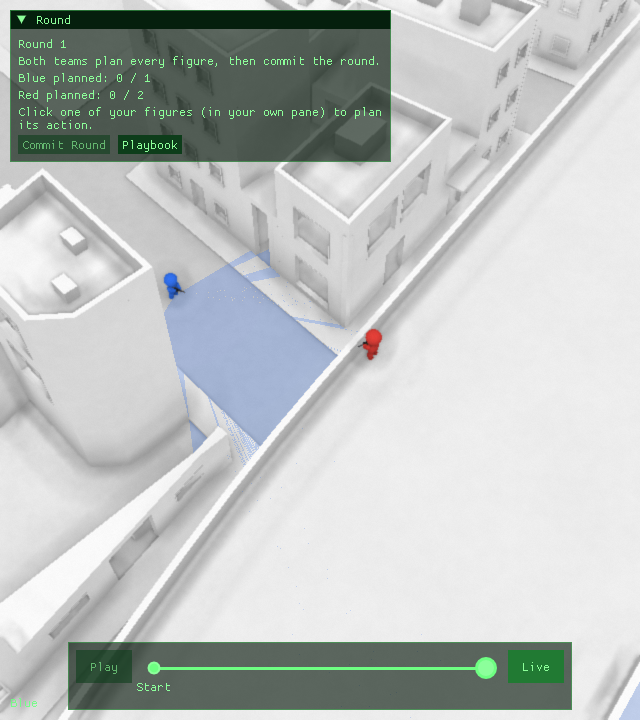 Round
Round 1
Both teams plan every figure, then commit the round.
Blue planned: 0 / 1
Red planned: 0 / 2
Click one of your figures (in your own pane) to plan
its action.
Commit Round
Playbook
Play
Live
Start